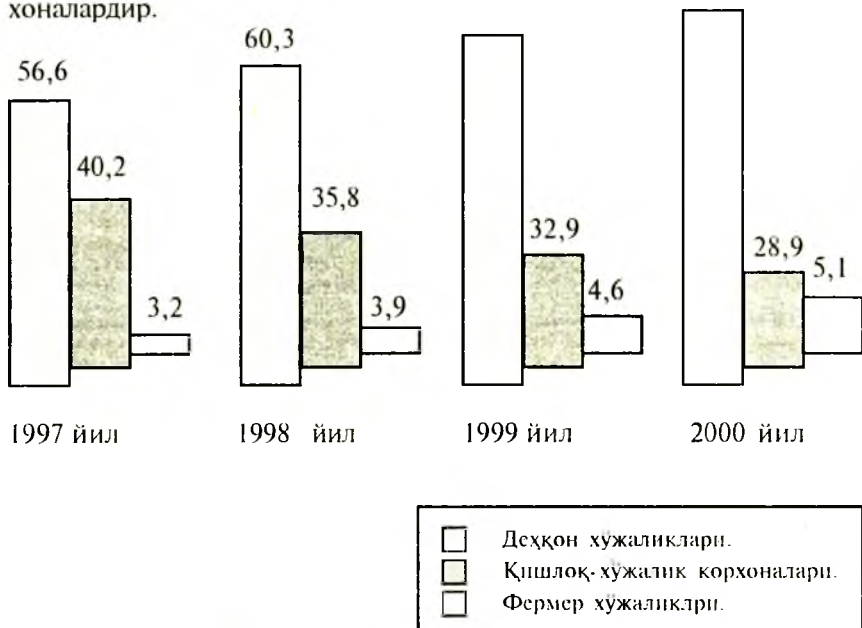 хоналардир.
56,6
40,2
3,2
60,3
35,8
3,9
32,9
4,6
28,9
5,1
1997 йил
1998 йил
1999 йил
2000 йил
Деҳқон хўжаликлари.
Қишлоқ-хўжалик корхоналари.
Фермер хўжаликлри.